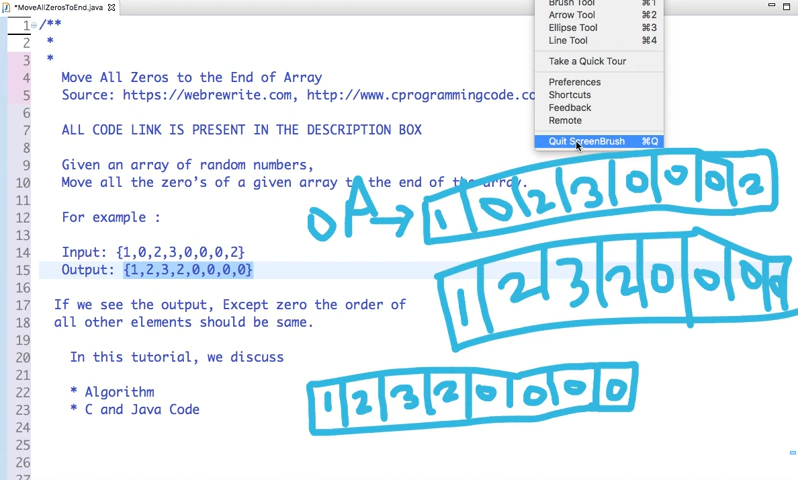 *MoveAllZerosToEnd.java
Brush Tool ⌘1
Arrow Tool ⌘2
Ellipse Tool ⌘3
Line Tool ⌘4
Take a Quick Tour
Preferences
Shortcuts
Feedback
Remote
Quit ScreenBrush ⌘Q
1 /**
2 *
3 *
4 Move All Zeros to the End of Array
5 Source: https://webrewrite.com, http://www.cprogrammingcode.co
6
7 ALL CODE LINK IS PRESENT IN THE DESCRIPTION BOX
8
9 Given an array of random numbers,
10 Move all the zero's of a given array to the end of the array.
11
12 For example :
13
14 Input: {1,0,2,3,0,0,0,2}
15 Output: {1,2,3,2,0,0,0,0}
16
17 If we see the output, Except zero the order of
18 all other elements should be same.
19
20 In this tutorial, we discuss
21
22 * Algorithm
23 * C and Java Code
24
25
26
27
0 A → 1 0 2 3 0 0 0 2
1 2 3 2 0 0 0 0
1 2 3 2 0 0 0 0